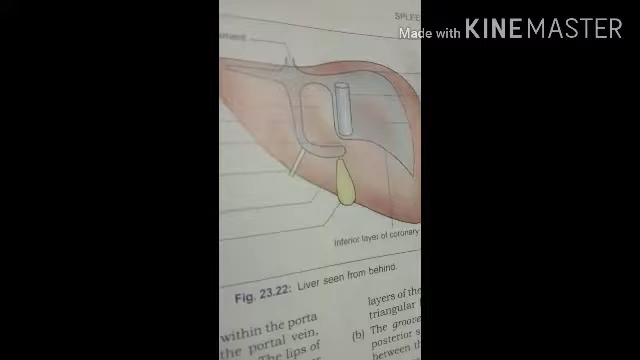 SPLEE
Made with KINEMASTER
ament
Inferior layer of coronary
Fig. 23.22: Liver seen from behind.
within the porta
the portal vein,
The lips of
layers of the
triangular
(b) The groove
posterior s
between th